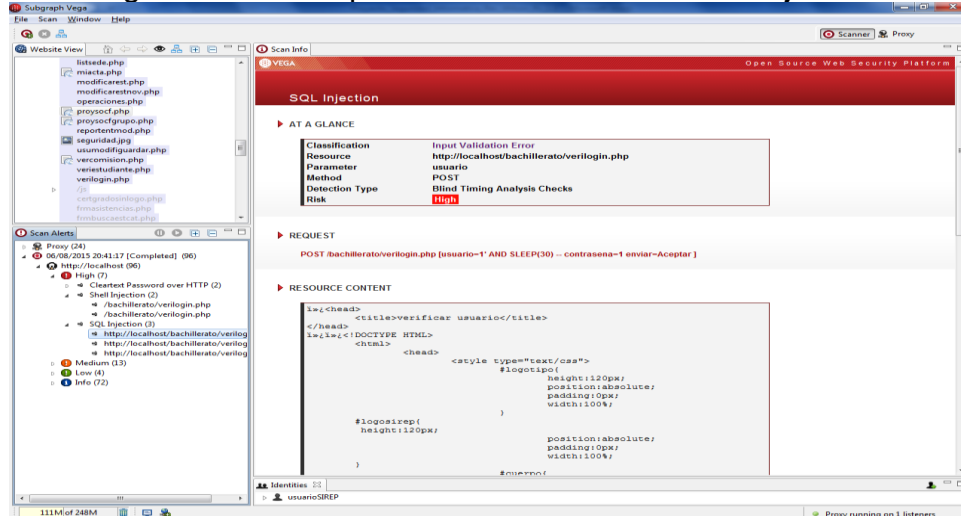 Subgraph Vega
File Scan Window Help
Scanner Proxy
Website View
listsede.php
miacta.php
modificarest.php
modificarestnov.php
operaciones.php
proysocf.php
proysocfgrupo.php
reportentmod.php
seguridad.jpg
usumodifiguardar.php
vercomision.php
veriestudiante.php
verilogin.php
/js
certgradosinlogo.php
frmasistencias.php
frmbuscaestcat.php
Scan Alerts
Proxy (24)
06/08/2015 20:41:17 [Completed] (96)
http://localhost (96)
High (7)
Cleartext Password over HTTP (2)
Shell Injection (2)
/bachillerato/verilogin.php
/bachillerato/verilogin.php
SQL Injection (3)
http://localhost/bachillerato/verilog
http://localhost/bachillerato/verilog
http://localhost/bachillerato/verilog
Medium (13)
Low (4)
Info (72)
Scan Info
VEGA Open Source Web Security Platform
SQL Injection
AT A GLANCE
Classification Input Validation Error
Resource http://localhost/bachillerato/verilogin.php
Parameter usuario
Method POST
Detection Type Blind Timing Analysis Checks
Risk High
REQUEST
POST /bachillerato/verilogin.php [usuario=1' AND SLEEP(30) -- contrasena=1 enviar=Aceptar ]
RESOURCE CONTENT
ï»¿<head>
<title>verificar usuario</title>
</head>
ï»¿ï»¿<!DOCTYPE HTML>
<html>
<head>
<style type="text/css">
#logotipo{
height:120px;
position:absolute;
padding:0px;
width:100%;
}
#logosirep{
height:120px;
position:absolute;
padding:0px;
width:100%;
}
#cuerpo{
Identities
usuarioSIREP
111M of 248M
Proxy running on 1 listeners